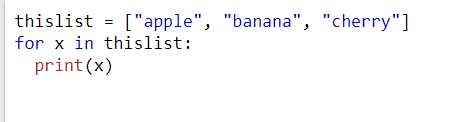 thislist = ["apple", "banana", "cherry"]
for x in thislist:
  print(x)